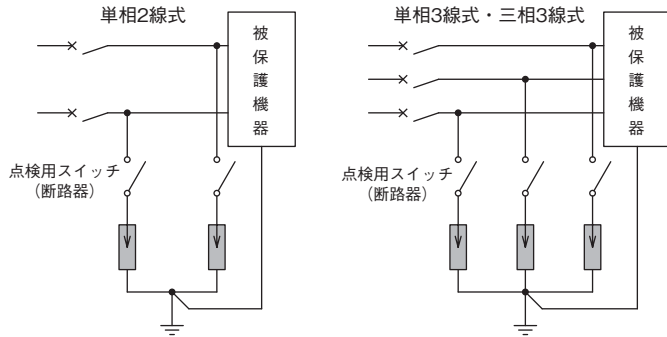 単相2線式
被保護機器
点検用スイッチ
（断路器）
単相3線式・三相3線式
被保護機器
点検用スイッチ
（断路器）